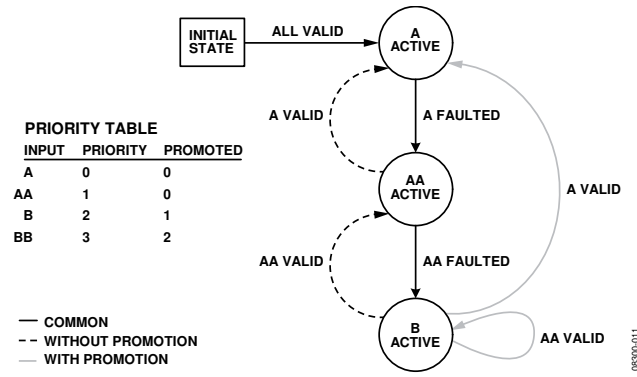 INITIAL
STATE
ALL VALID
A
ACTIVE
A VALID
A FAULTED
PRIORITY TABLE
INPUT PRIORITY PROMOTED
A 0 0
AA 1 0
B 2 1
BB 3 2
AA
ACTIVE
A VALID
AA VALID
AA FAULTED
B
ACTIVE
AA VALID
COMMON
WITHOUT PROMOTION
WITH PROMOTION
08300-011